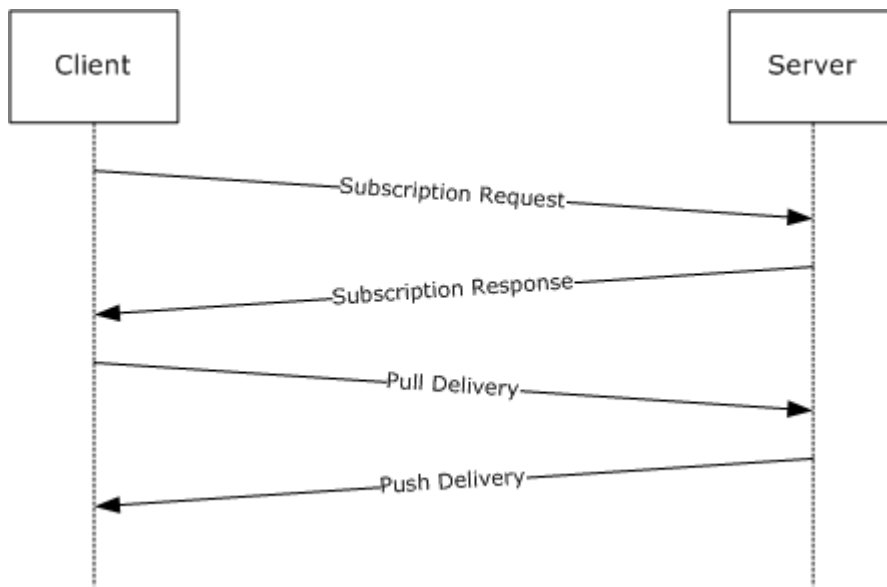 Client
Server
Subscription Request
Subscription Response
Pull Delivery
Push Delivery